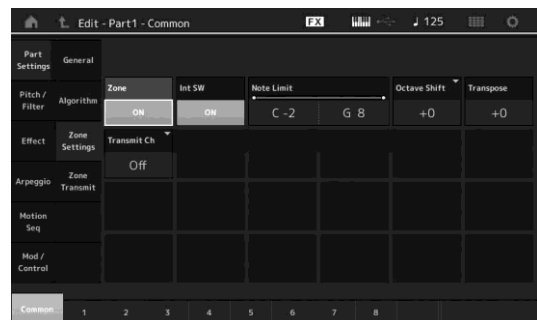 Edit - Part1 - Common
FX
125
Part
Settings
General
Pitch /
Filter
Algorithm
Effect
Zone
Settings
Arpeggio
Zone
Transmit
Motion
Seq
Mod /
Control
Zone
ON
Int SW
ON
Note Limit
C -2
G 8
Octave Shift
+0
Transpose
+0
Transmit Ch
Off
Common
1
2
3
4
5
6
7
8